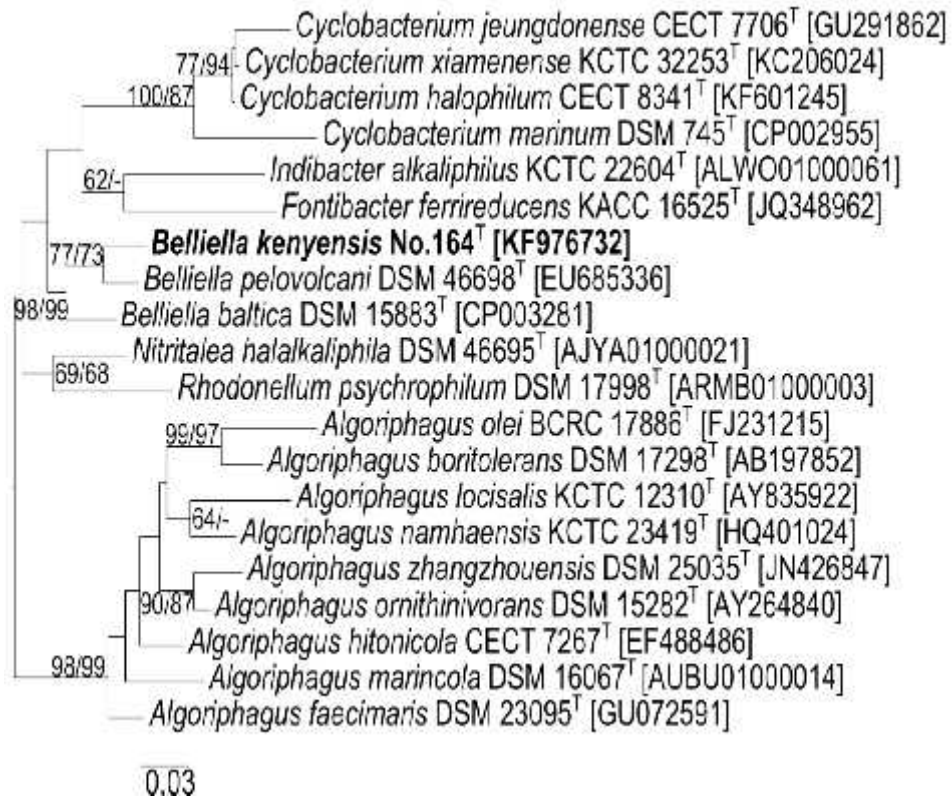 Cyclobacterium jeungdonense CECT 7706T [GU291862]
77/94 Cyclobacterium xiamenense KCTC 32253T [KC206024]
100/87 Cyclobacterium halophilum CECT 8341T [KF601245]
Cyclobacterium marinum DSM 745T [CP002955]
62/- Indibacter alkaliphilus KCTC 22604T [ALWO01000061]
Fontibacter ferrireducens KACC 16525T [JQ348962]
77/73 Belliella kenyensis No.164T [KF976732]
Belliella pelovolcani DSM 46698T [EU685336]
98/99 Belliella baltica DSM 15883T [CP003281]
Nitritalea halalkaliphila DSM 46695T [AJYA01000021]
69/68 Rhodonellum psychrophilum DSM 17998T [ARMB01000003]
Algoriphagus olei BCRC 17886T [FJ231215]
99/97 Algoriphagus boritolerans DSM 17298T [AB197852]
Algoriphagus locisalis KCTC 12310T [AY835922]
64/- Algoriphagus namhaensis KCTC 23419T [HQ401024]
Algoriphagus zhangzhouensis DSM 25035T [JN426847]
90/87 Algoriphagus ornithinivorans DSM 15282T [AY264840]
Algoriphagus hitonicola CECT 7267T [EF488486]
98/99 Algoriphagus marincola DSM 16067T [AUBU01000014]
Algoriphagus faecimaris DSM 23095T [GU072591]
0.03